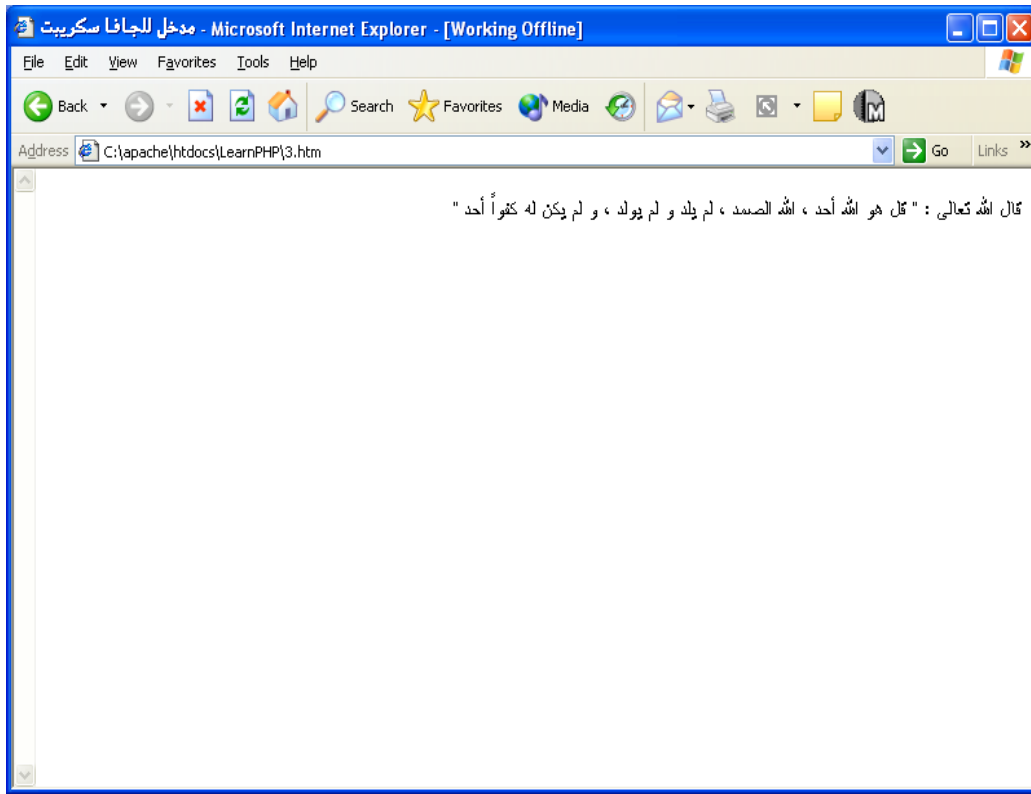 مدخل للجافا سكريبت - Microsoft Internet Explorer - [Working Offline]
File Edit View Favorites Tools Help
Back Search Favorites Media
Address C:\apache\htdocs\LearnPHP\3.htm Go Links »
قال الله تعالى : " قل هو الله أحد ، الله الصمد ، لم يلد و لم يولد ، و لم يكن له كفواً أحد "